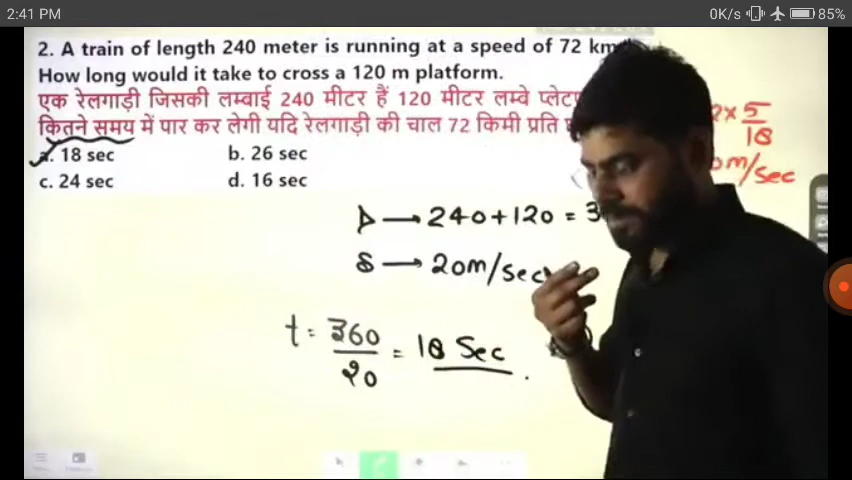 2:41 PM 0K/s 85%
2. A train of length 240 meter is running at a speed of 72
How long would it take to cross a 120 m platform.
एक रेलगाड़ी जिसकी लम्बाई 240 मीटर हैं 120 मीटर लम्बे
कितने समय में पार कर लेगी यदि रेलगाड़ी की चाल 72 किमी प्रति
a. 18 sec b. 26 sec
c. 24 sec d. 16 sec
× 5/18
m/sec
D → 240+120 =
S → 20m/sec
t = 360/20 = 18 Sec